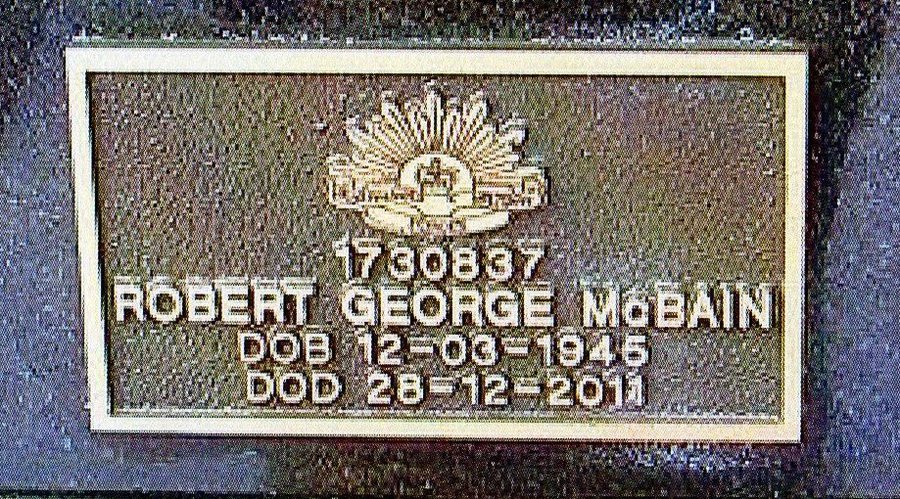 1730837
ROBERT GEORGE McBAIN
DOB 12-03-1945
DOD 28-12-2011